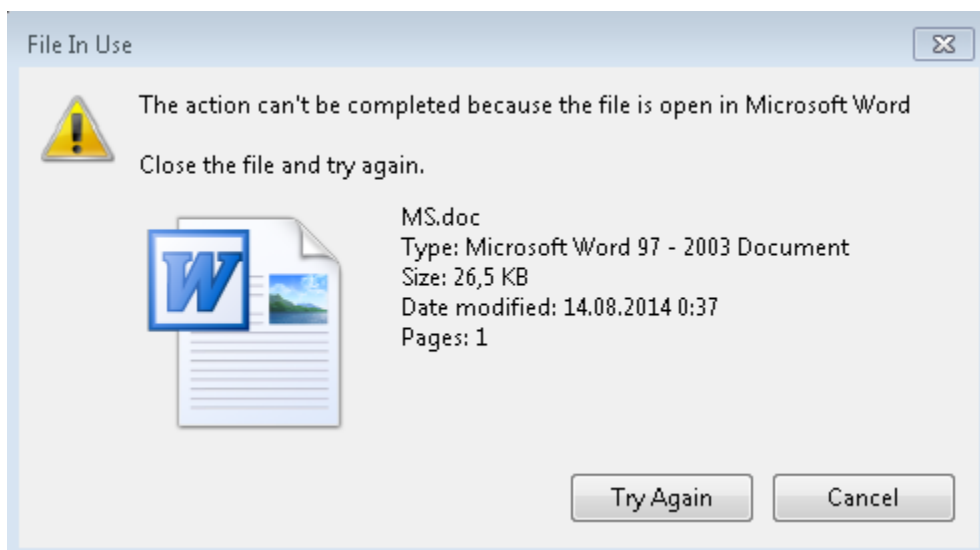 File In Use
The action can't be completed because the file is open in Microsoft Word
Close the file and try again.
W
MS.doc
Type: Microsoft Word 97 - 2003 Document
Size: 26,5 KB
Date modified: 14.08.2014 0:37
Pages: 1
Try Again
Cancel